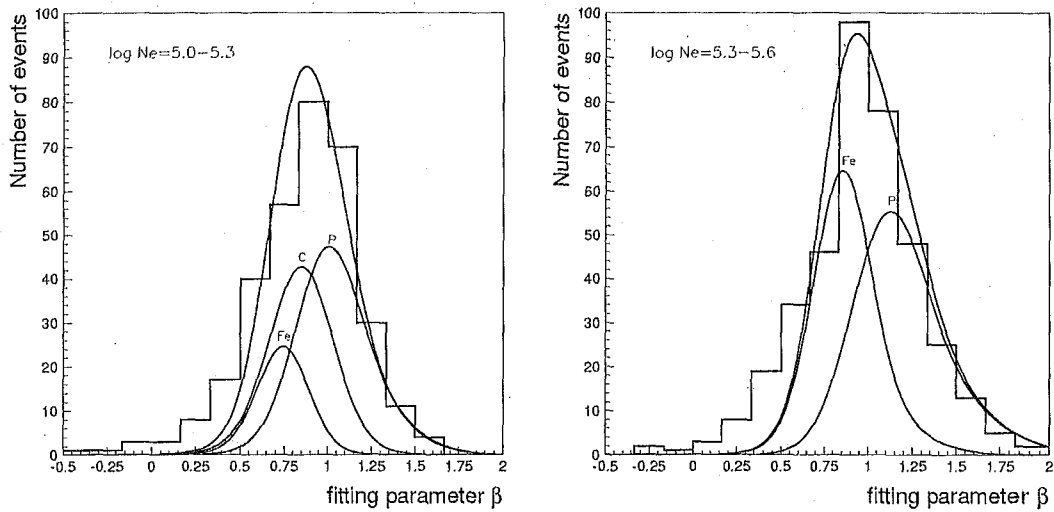 Number of events
100
90
80
70
60
50
40
30
20
10
0
log Ne=5.0-5.3
Fe
C
P
-0.5 -0.25 0 0.25 0.5 0.75 1 1.25 1.5 1.75 2
fitting parameter β
Number of events
100
90
80
70
60
50
40
30
20
10
0
log Ne=5.3-5.6
Fe
P
-0.5 -0.25 0 0.25 0.5 0.75 1 1.25 1.5 1.75 2
fitting parameter β